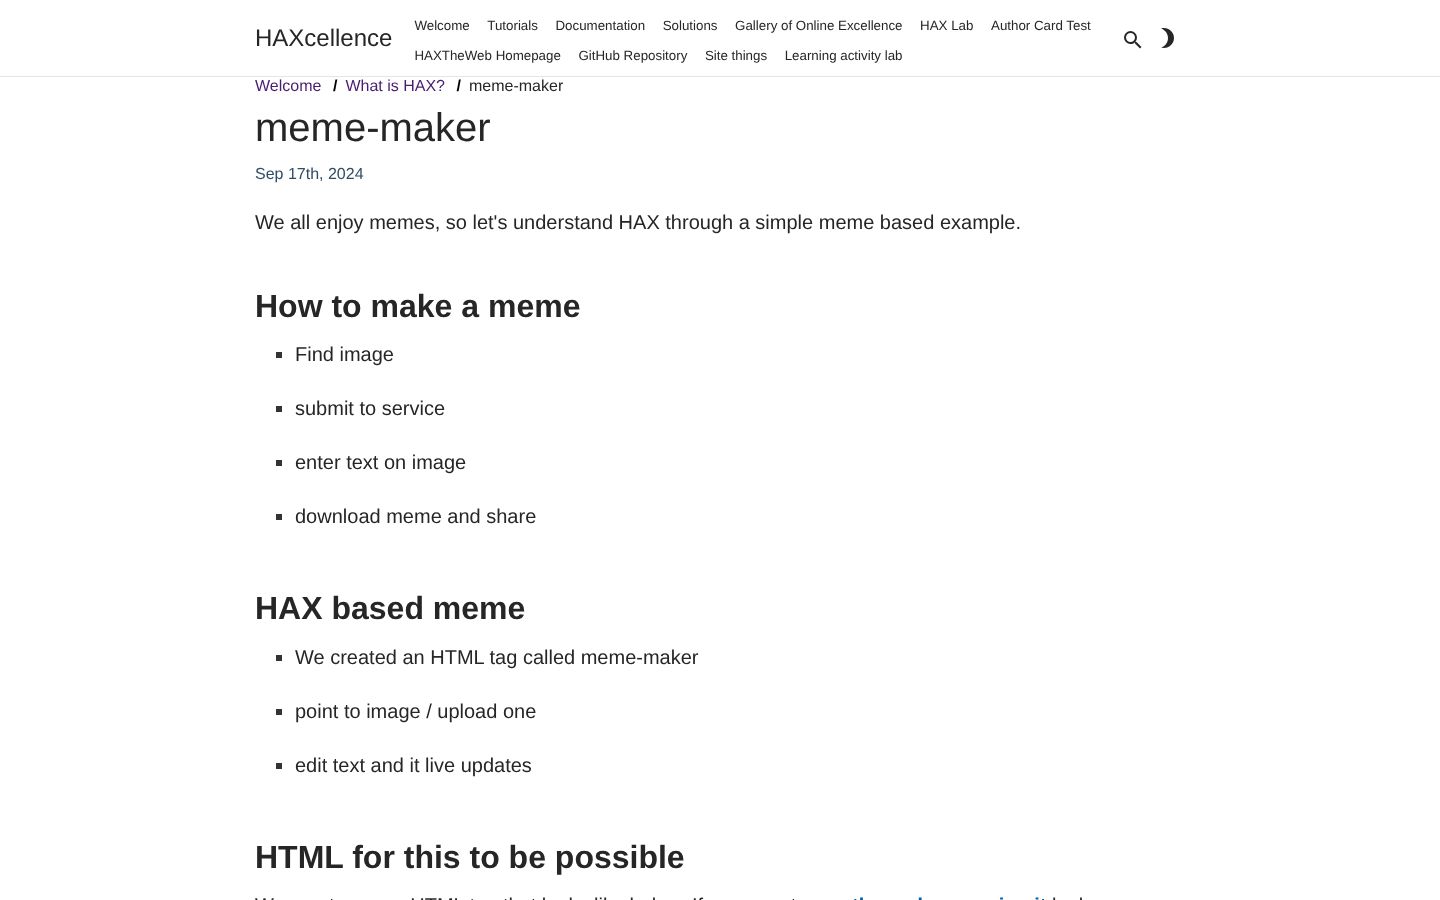 HAXcellence
Welcome Tutorials Documentation Solutions Gallery of Online Excellence HAX Lab Author Card Test
HAXTheWeb Homepage GitHub Repository Site things Learning activity lab
Welcome / What is HAX? / meme-maker
meme-maker
Sep 17th, 2024
We all enjoy memes, so let's understand HAX through a simple meme based example.
How to make a meme
Find image
submit to service
enter text on image
download meme and share
HAX based meme
We created an HTML tag called meme-maker
point to image / upload one
edit text and it live updates
HTML for this to be possible